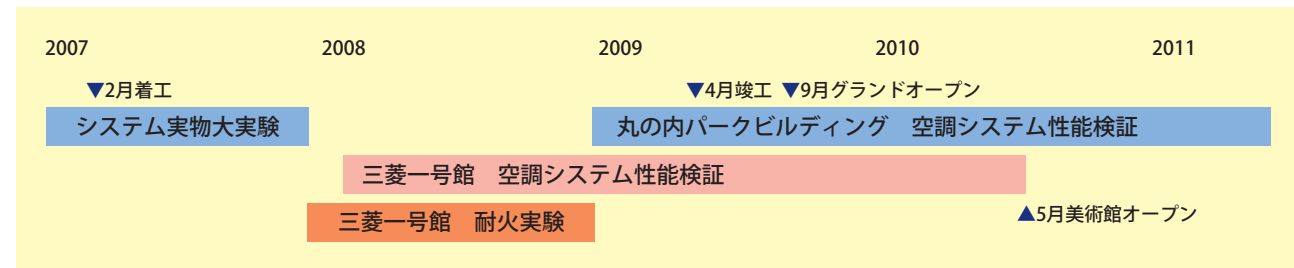 2007 2008 2009 2010 2011
▼2月着工 ▼4月竣工 ▼9月グランドオープン
システム実物大実験 丸の内パークビルディング　空調システム性能検証
三菱一号館　空調システム性能検証
▲5月美術館オープン
三菱一号館　耐火実験